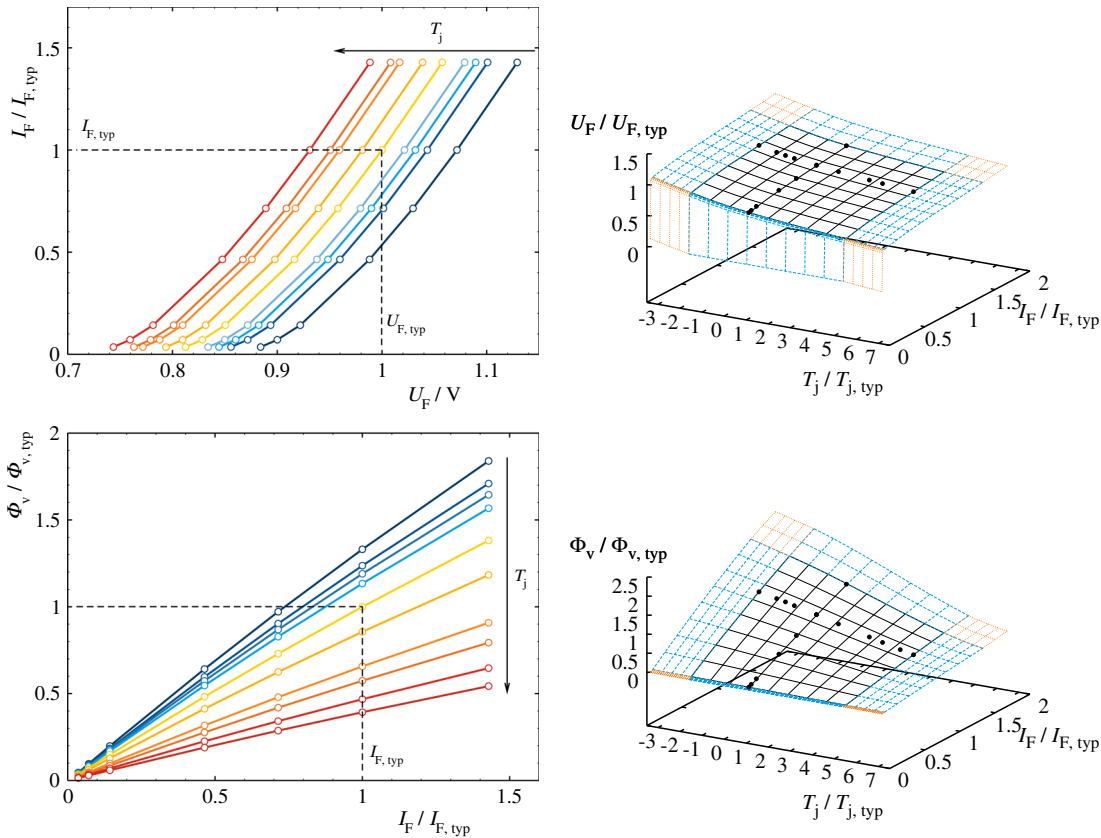 T_j
1.5
1
0.5
0
I_F / I_F, typ
I_F, typ
U_F, typ
0.7 0.8 0.9 1 1.1
U_F / V
U_F / U_F, typ
1.5
1
0.5
0
-3 -2 -1 0 1 2 3 4 5 6 7
T_j / T_j, typ
0 0.5 1 1.5 2
I_F / I_F, typ
2
1.5
1
0.5
0
Φ_v / Φ_v, typ
T_j
I_F, typ
0 0.5 1 1.5
I_F / I_F, typ
Φ_v / Φ_v, typ
2.5
2
1.5
1
0.5
0
-3 -2 -1 0 1 2 3 4 5 6 7
T_j / T_j, typ
0 0.5 1 1.5 2
I_F / I_F, typ